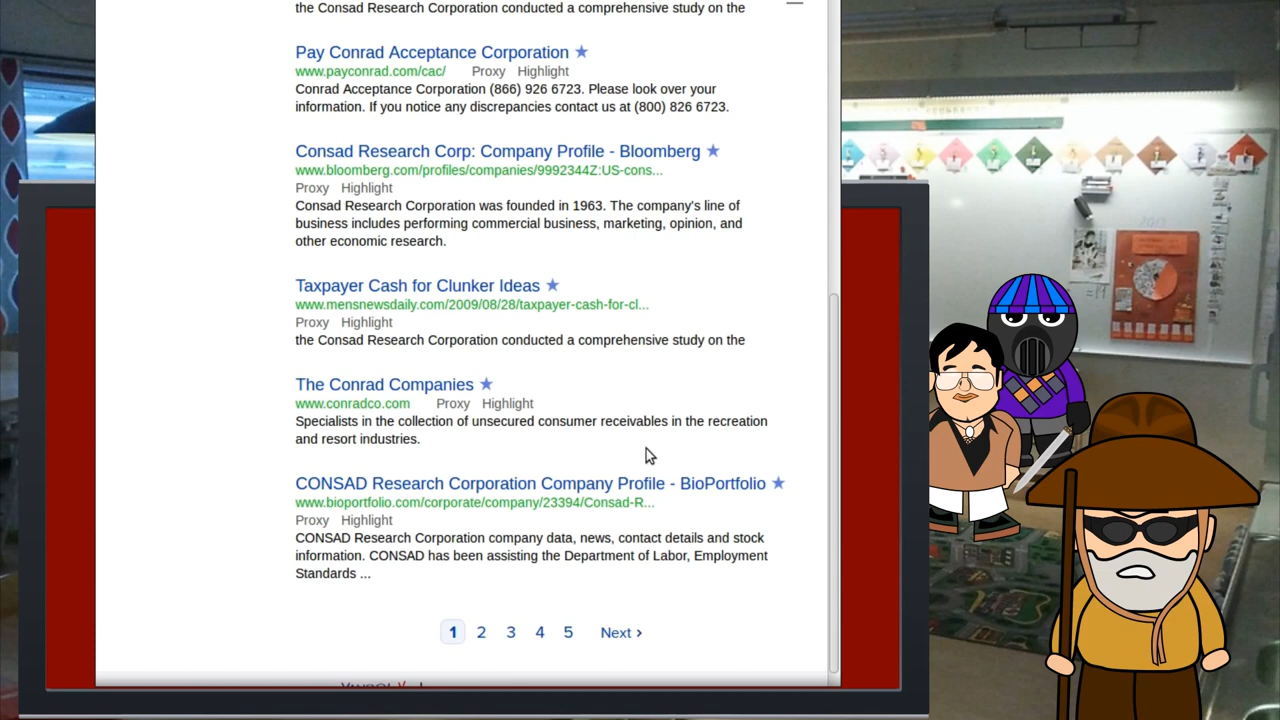 the Consad Research Corporation conducted a comprehensive study on the
Pay Conrad Acceptance Corporation
www.payconrad.com/cac/ Proxy Highlight
Conrad Acceptance Corporation (866) 926 6723. Please look over your
information. If you notice any discrepancies contact us at (800) 826 6723.
Consad Research Corp: Company Profile - Bloomberg
www.bloomberg.com/profiles/companies/9992344Z:US-cons...
Proxy Highlight
Consad Research Corporation was founded in 1963. The company's line of
business includes performing commercial business, marketing, opinion, and
other economic research.
Taxpayer Cash for Clunker Ideas
www.mensnewsdaily.com/2009/08/28/taxpayer-cash-for-cl...
Proxy Highlight
the Consad Research Corporation conducted a comprehensive study on the
The Conrad Companies
www.conradco.com Proxy Highlight
Specialists in the collection of unsecured consumer receivables in the recreation
and resort industries.
CONSAD Research Corporation Company Profile - BioPortfolio
www.bioportfolio.com/corporate/company/23394/Consad-R...
Proxy Highlight
CONSAD Research Corporation company data, news, contact details and stock
information. CONSAD has been assisting the Department of Labor, Employment
Standards ...
1 2 3 4 5 Next ›